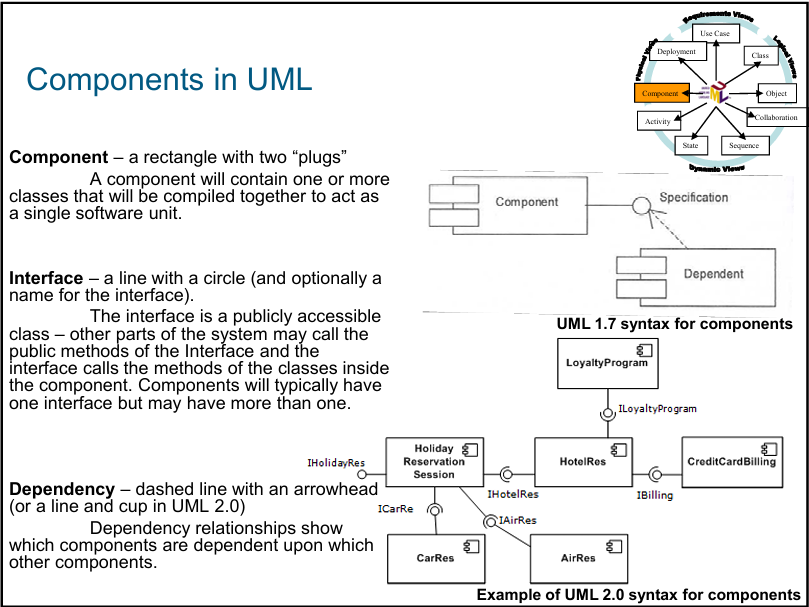 Components in UML
Requirements Views
Use Case
Deployment
Class
Physical Views
Logical Views
Component
UML
Object
Activity
Collaboration
State
Sequence
Dynamic Views
Component – a rectangle with two “plugs”
A component will contain one or more
classes that will be compiled together to act as
a single software unit.
Interface – a line with a circle (and optionally a
name for the interface).
The interface is a publicly accessible
class – other parts of the system may call the
public methods of the Interface and the
interface calls the methods of the classes inside
the component. Components will typically have
one interface but may have more than one.
Dependency – dashed line with an arrowhead
(or a line and cup in UML 2.0)
Dependency relationships show
which components are dependent upon which
other components.
Component
Specification
Dependent
UML 1.7 syntax for components
LoyaltyProgram
ILoyaltyProgram
IHolidayRes
Holiday
Reservation
Session
HotelRes
CreditCardBilling
IHotelRes
IBilling
ICarRe
IAirRes
CarRes
AirRes
Example of UML 2.0 syntax for components